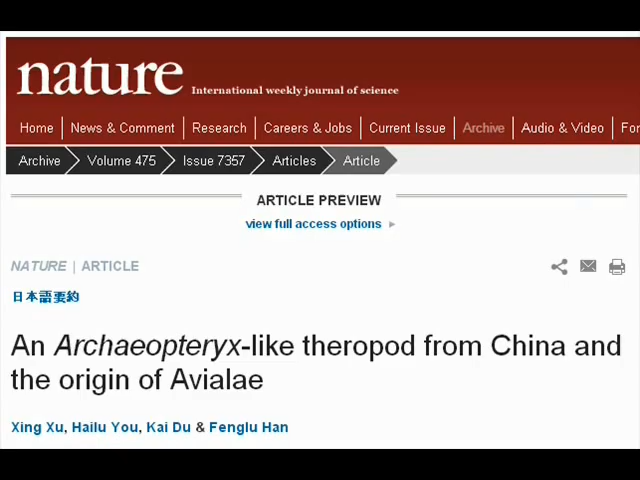 nature International weekly journal of science
Home News & Comment Research Careers & Jobs Current Issue Archive Audio & Video For
Archive Volume 475 Issue 7357 Articles Article
ARTICLE PREVIEW
view full access options
NATURE | ARTICLE
日本語要約
An Archaeopteryx-like theropod from China and
the origin of Avialae
Xing Xu, Hailu You, Kai Du & Fenglu Han